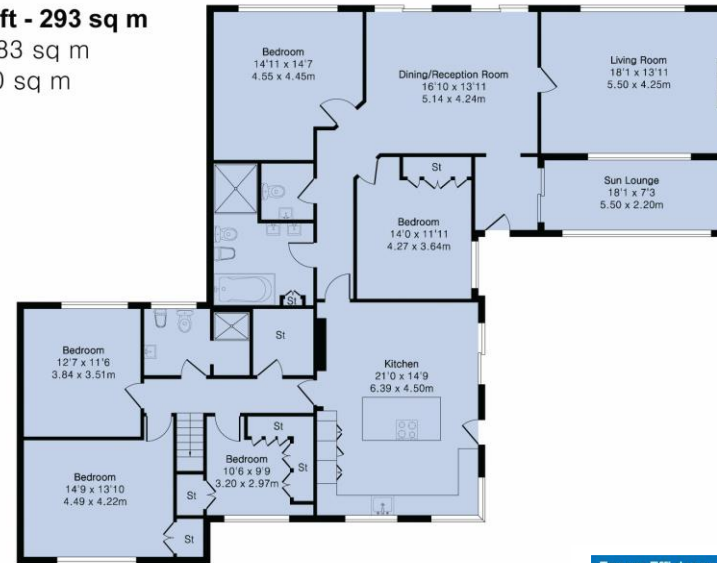 ft - 293 sq m
83 sq m
0 sq m
Bedroom
14'11 x 14'7
4.55 x 4.45m
Dining/Reception Room
16'10 x 13'11
5.14 x 4.24m
Living Room
18'1 x 13'11
5.50 x 4.25m
St
Sun Lounge
18'1 x 7'3
5.50 x 2.20m
Bedroom
14'0 x 11'11
4.27 x 3.64m
St
St
Bedroom
12'7 x 11'6
3.84 x 3.51m
Kitchen
21'0 x 14'9
6.39 x 4.50m
St
Bedroom
10'6 x 9'9
3.20 x 2.97m
St
Bedroom
14'9 x 13'10
4.49 x 4.22m
St
St